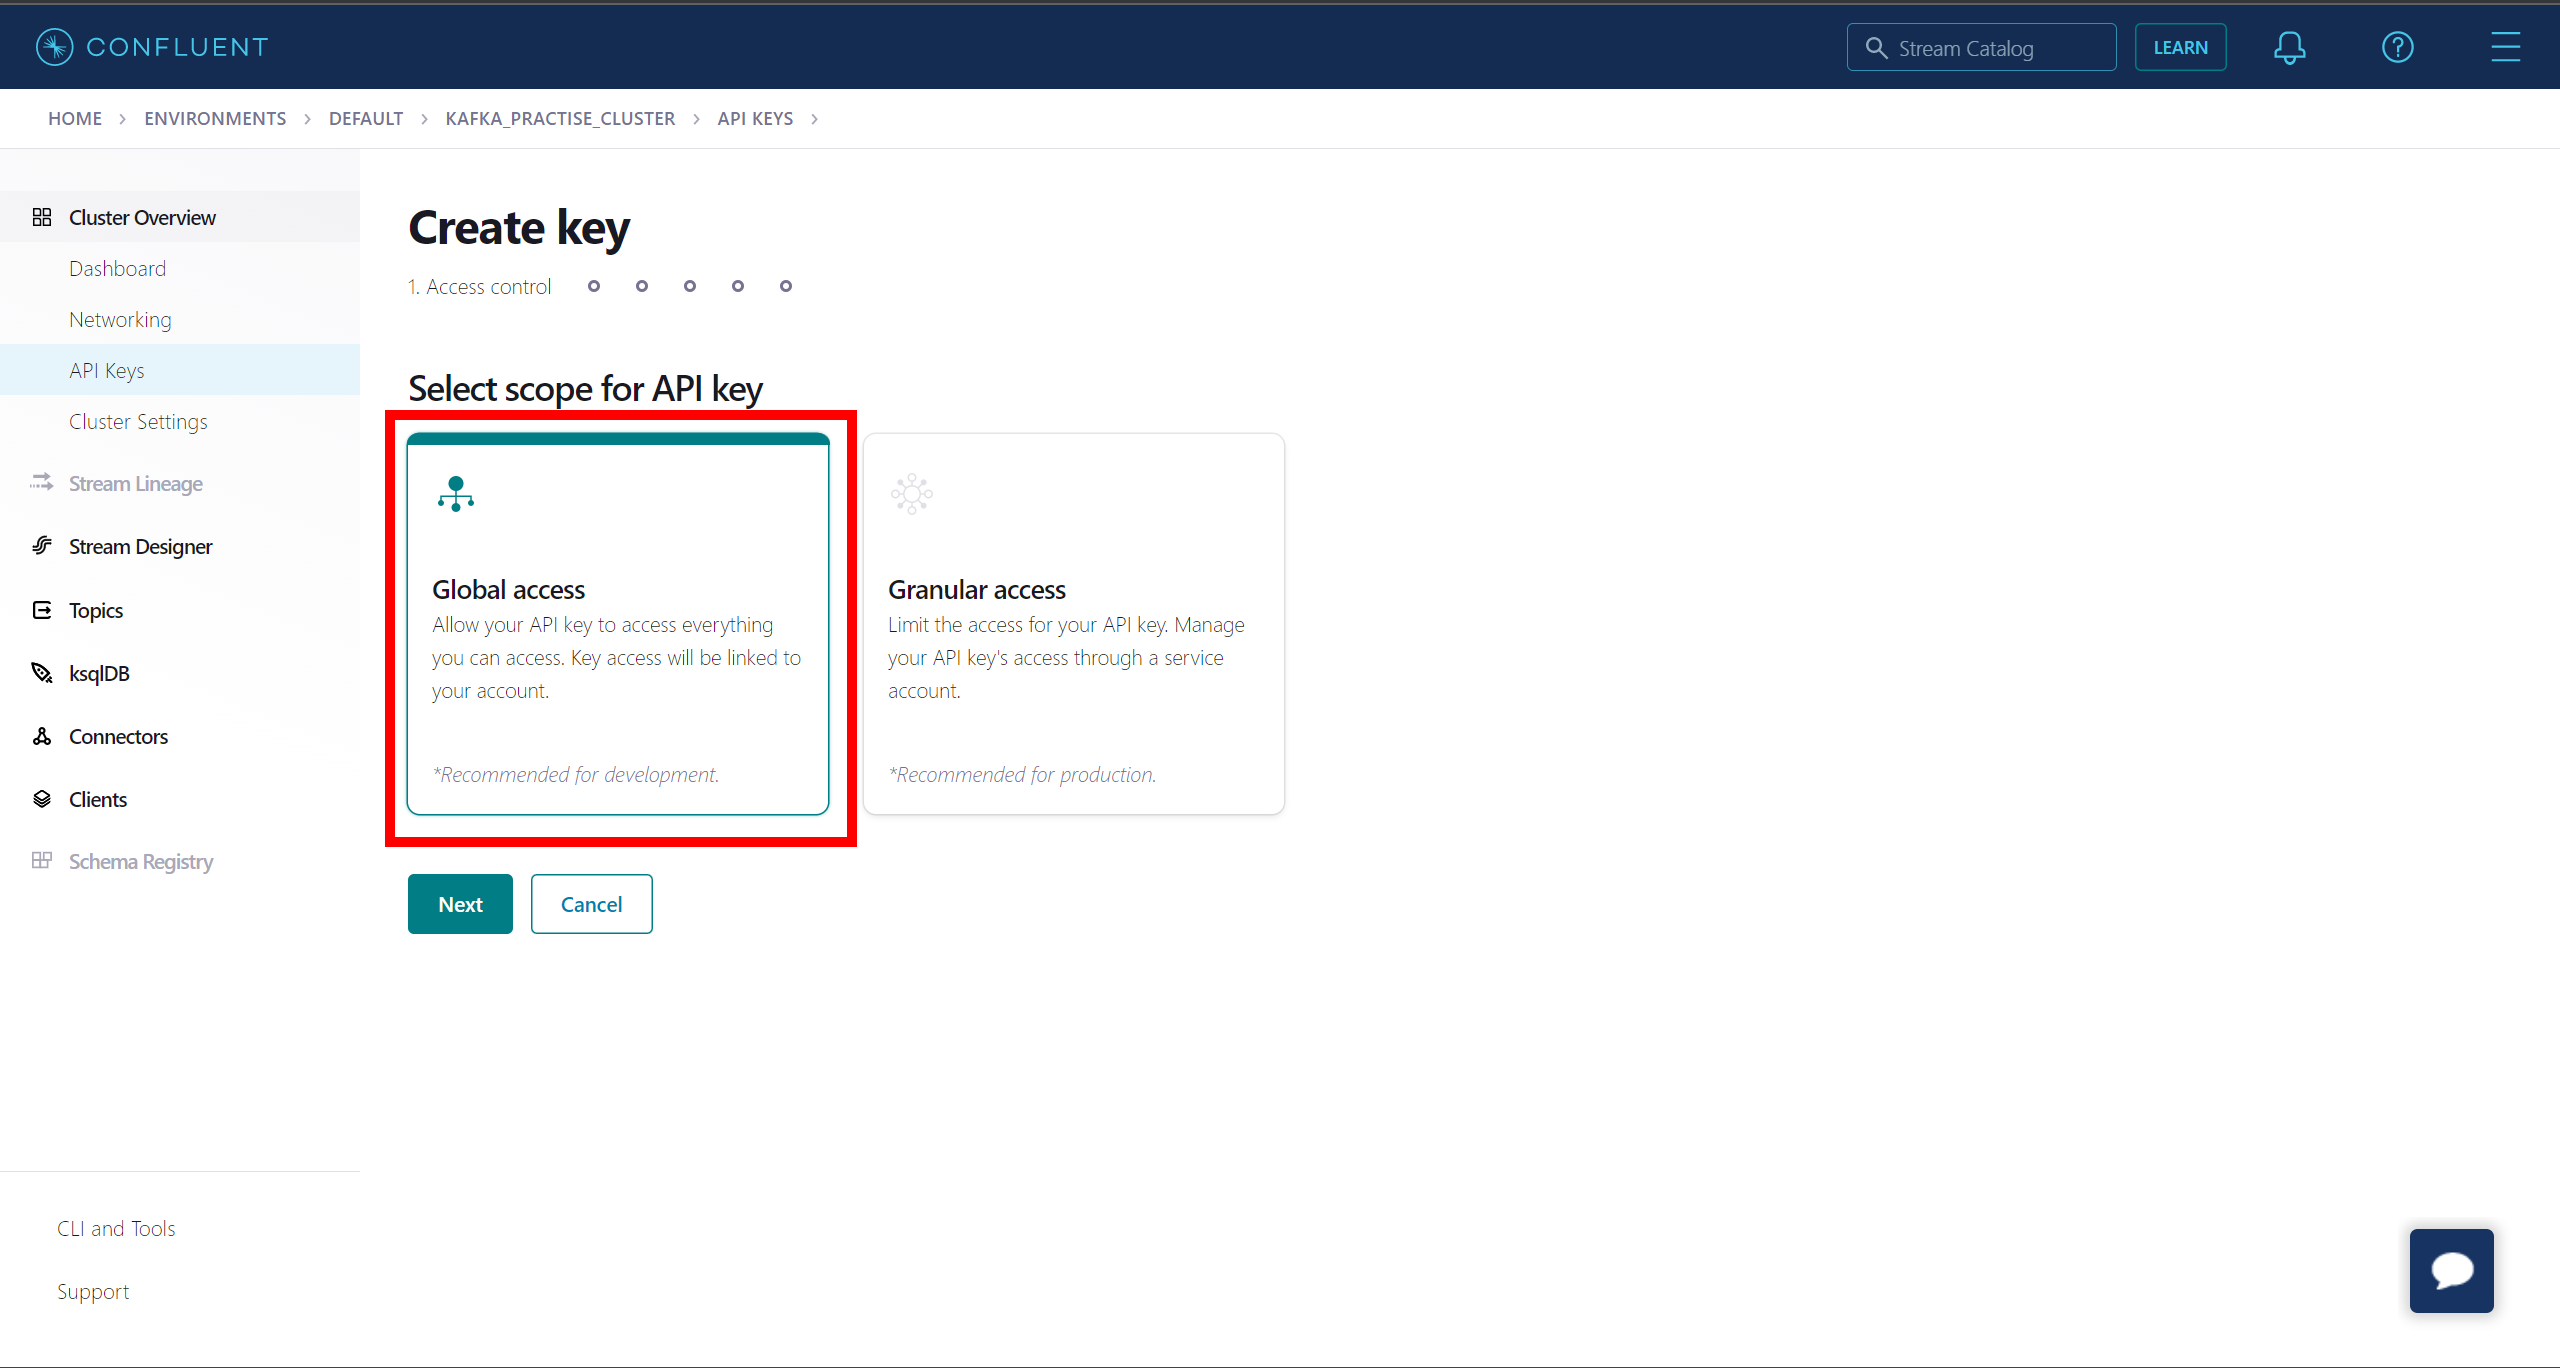 CONFLUENT
Stream Catalog
LEARN
HOME > ENVIRONMENTS > DEFAULT > KAFKA_PRACTISE_CLUSTER > API KEYS >
Cluster Overview
Dashboard
Networking
API Keys
Cluster Settings
Stream Lineage
Stream Designer
Topics
ksqlDB
Connectors
Clients
Schema Registry
CLI and Tools
Support
Create key
1. Access control
Select scope for API key
Global access
Allow your API key to access everything
you can access. Key access will be linked to
your account.
*Recommended for development.
Granular access
Limit the access for your API key. Manage
your API key's access through a service
account.
*Recommended for production.
Next
Cancel